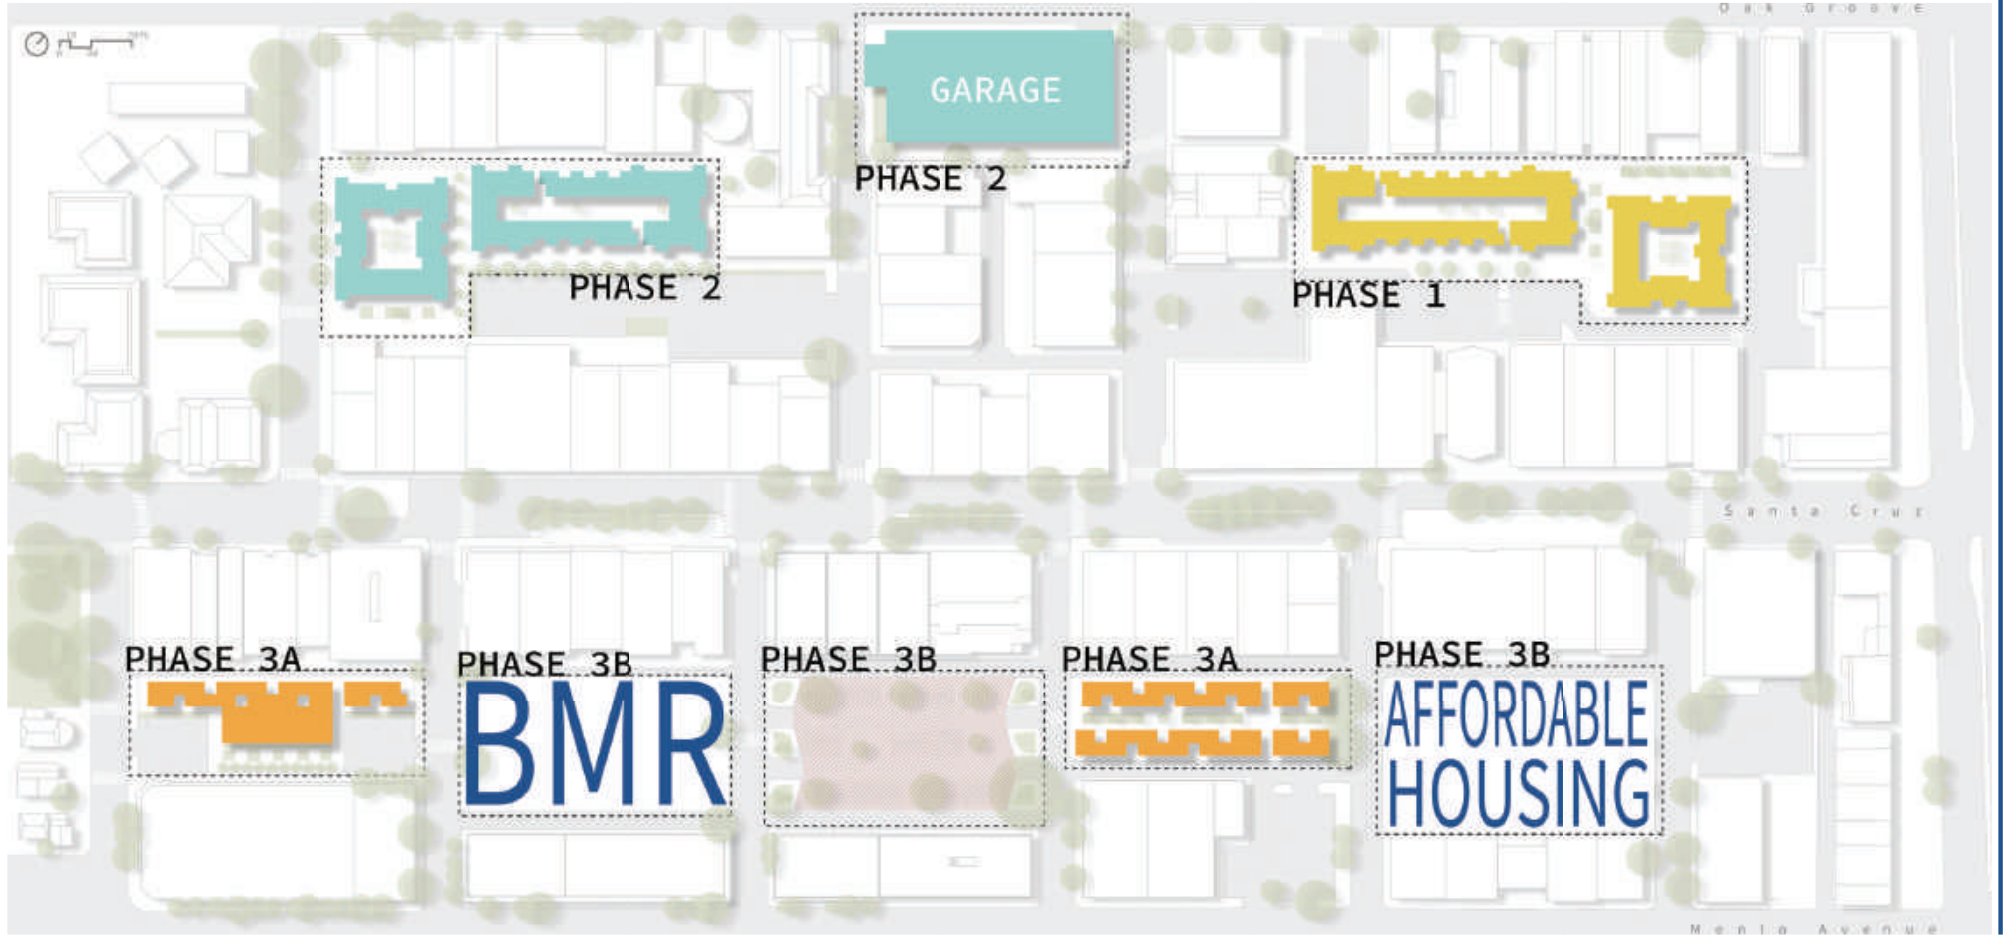 Oak Groove
GARAGE
PHASE 2
PHASE 2
PHASE 1
Santa Cruz
PHASE 3A
PHASE 3B
PHASE 3B
PHASE 3A
PHASE 3B
BMR
AFFORDABLE
HOUSING
Menlo Avenue